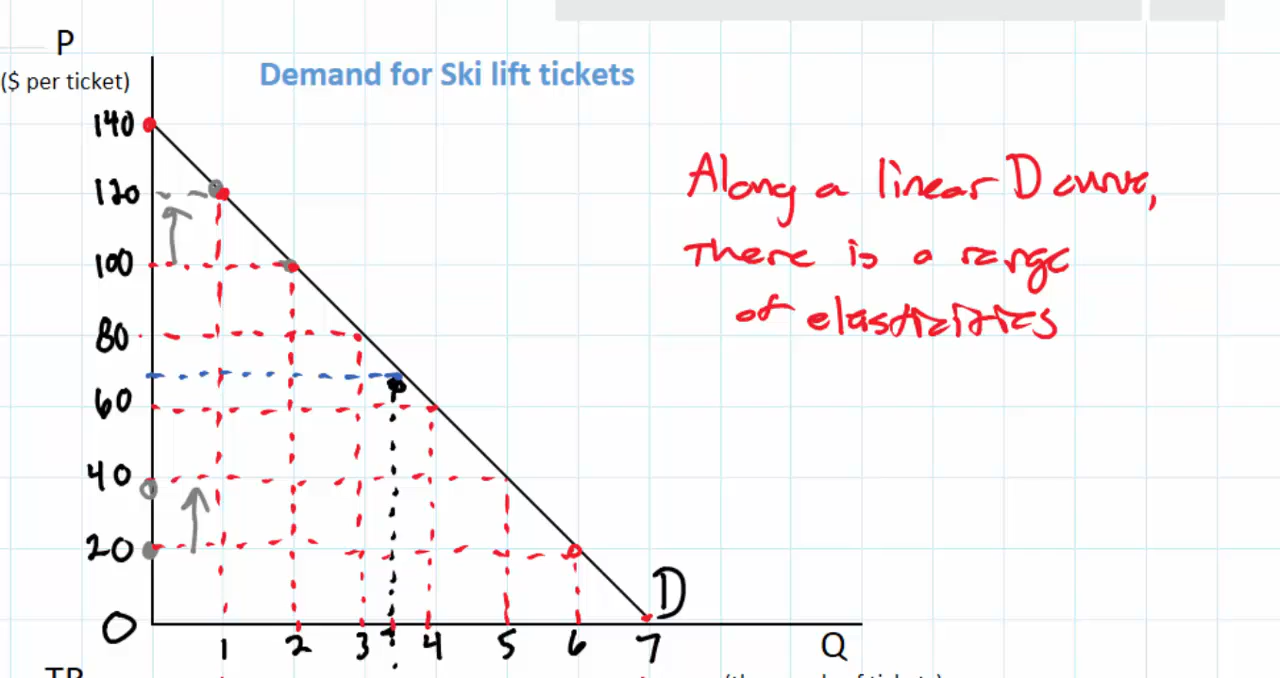 P
($ per ticket)
Demand for Ski lift tickets
140
120
100
80
60
40
20
0
Along a linear D curve,
there is a range
of elasticities
D
1 2 3 4 5 6 7 Q